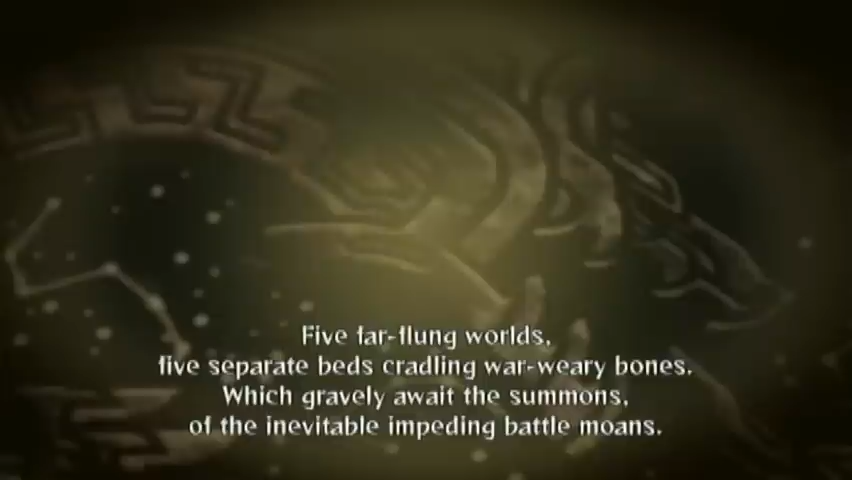 Five far-flung worlds,
five separate beds cradling war-weary bones.
Which gravely await the summons,
of the inevitable impeding battle moans.